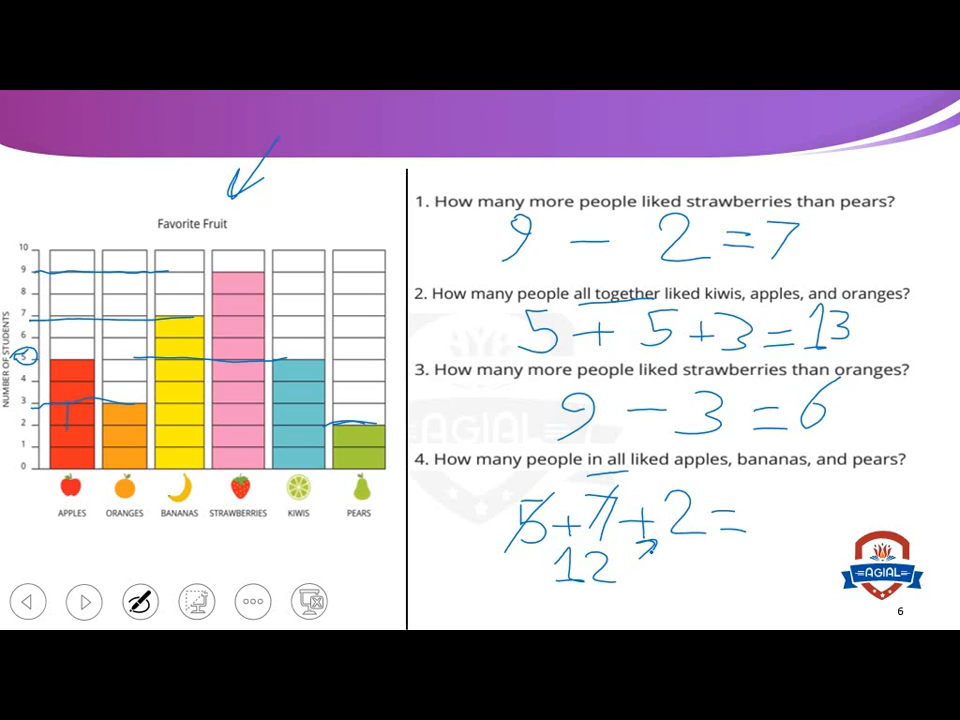 Favorite Fruit
NUMBER OF STUDENTS
10
9
8
7
6
5
4
3
2
1
0
APPLES ORANGES BANANAS STRAWBERRIES KIWIS PEARS
1. How many more people liked strawberries than pears?
9 - 2 = 7
2. How many people all together liked kiwis, apples, and oranges?
5 + 5 + 3 = 13
3. How many more people liked strawberries than oranges?
9 - 3 = 6
4. How many people in all liked apples, bananas, and pears?
5 + 7 + 2 =
12
AGIAL
AGIAL
6